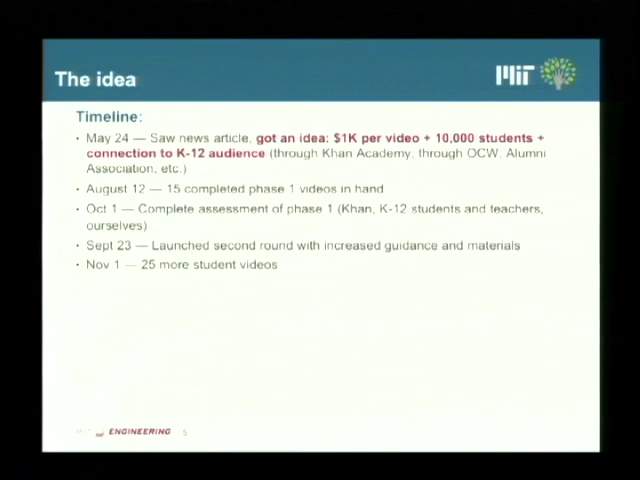 The idea
MIT
Timeline:
• May 24 — Saw news article, got an idea: $1K per video + 10,000 students +
connection to K-12 audience (through Khan Academy, through OCW, Alumni
Association, etc.)
• August 12 — 15 completed phase 1 videos in hand
• Oct 1 — Complete assessment of phase 1 (Khan, K-12 students and teachers,
ourselves)
• Sept 23 — Launched second round with increased guidance and materials
• Nov 1 — 25 more student videos
ENGINEERING 5